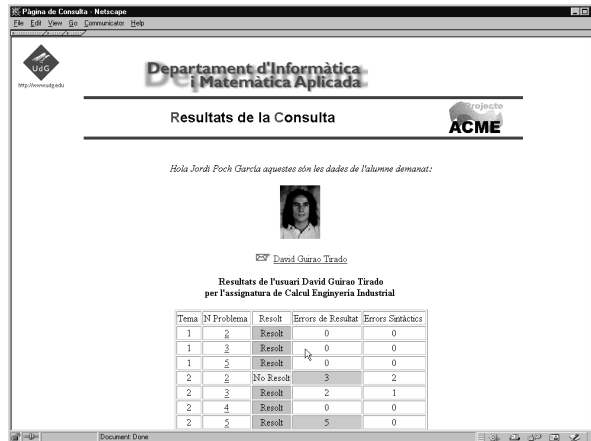 Pàgina de Consulta - Netscape
File Edit View Go Communicator Help
UdG
http://www.udg.edu
Departament d'Informàtica
i Matemàtica Aplicada
Resultats de la Consulta
Projecte
ACME
Hola Jordi Poch Garcia aquestes són les dades de l'alumne demanat:
David Guirao Tirado
Resultats de l'usuari David Guirao Tirado
per l'assignatura de Calcul Enginyeria Industrial
Tema N Problema Resolt Errors de Resultat Errors Sintàctics
1 2 Resolt 0 0
1 3 Resolt 0 0
1 5 Resolt 0 0
2 2 No Resolt 3 2
2 3 Resolt 2 1
2 4 Resolt 0 0
2 5 Resolt 5 0
Document: Done